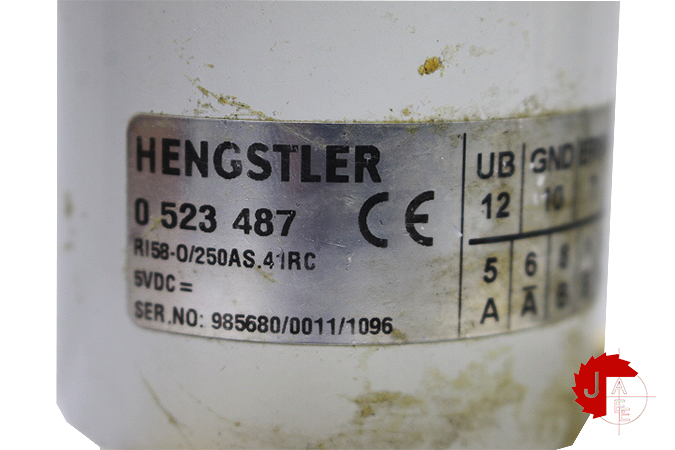 HENGSTLER
0 523 487
CE
RI58-O/250AS.41RC
5VDC =
SER.NO: 985680/0011/1096
UB GND
12 10
5 6 8
A A̅ B
J
A